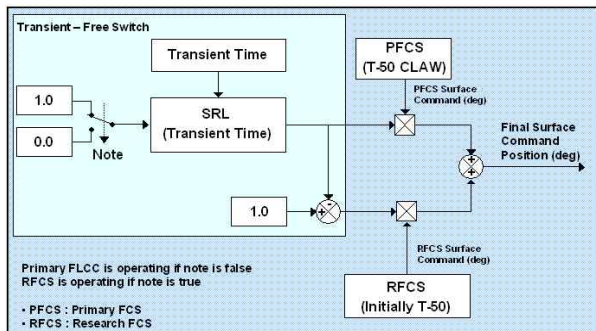 Transient – Free Switch
Transient Time
PFCS
(T-50 CLAW)
1.0
0.0
Note
SRL
(Transient Time)
PFCS Surface
Command (deg)
Final Surface
Command
Position (deg)
+
+
1.0
+
-
RFCS Surface
Command (deg)
RFCS
(Initially T-50)
Primary FLCC is operating if note is false
RFCS is operating if note is true
• PFCS : Primary FCS
• RFCS : Research FCS